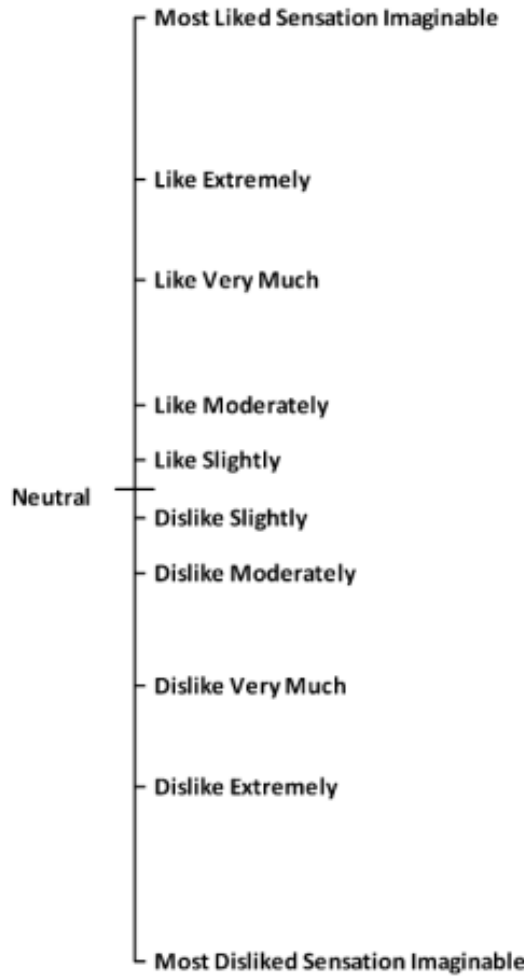 Most Liked Sensation Imaginable
Like Extremely
Like Very Much
Like Moderately
Like Slightly
Neutral
Dislike Slightly
Dislike Moderately
Dislike Very Much
Dislike Extremely
Most Disliked Sensation Imaginable